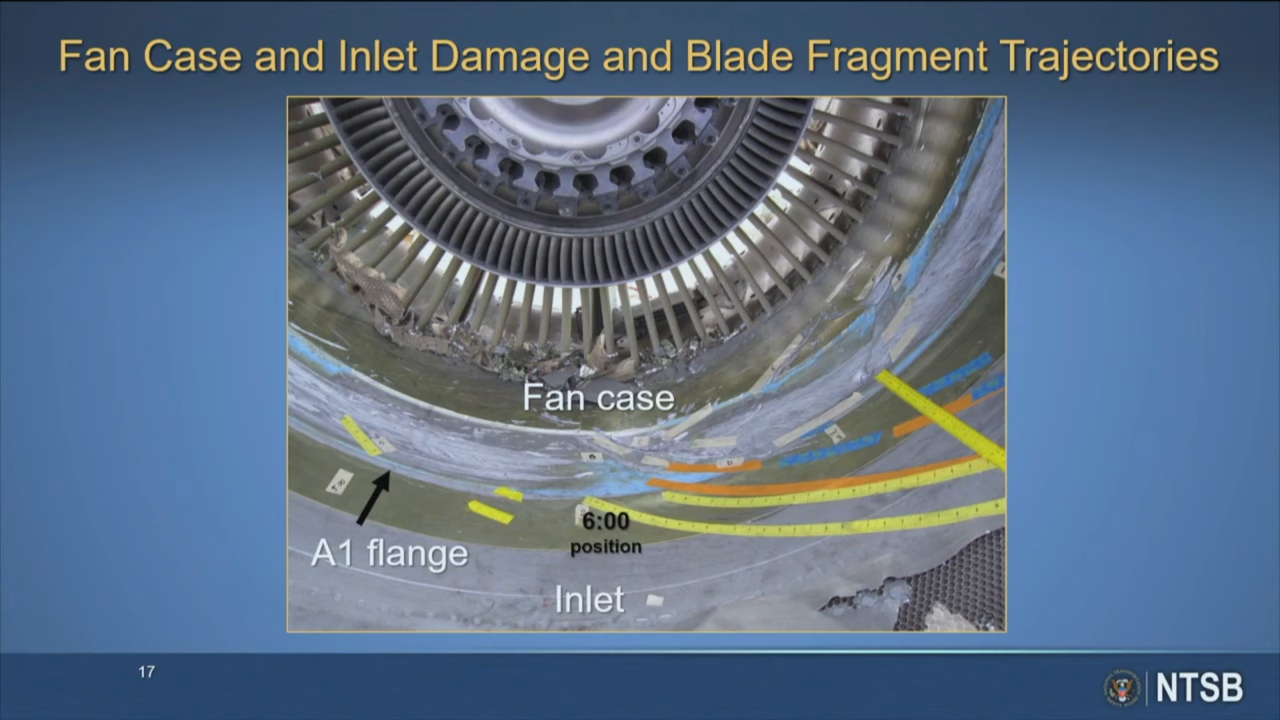 Fan Case and Inlet Damage and Blade Fragment Trajectories
Fan case
6:00
position
A1 flange
Inlet
17
NTSB